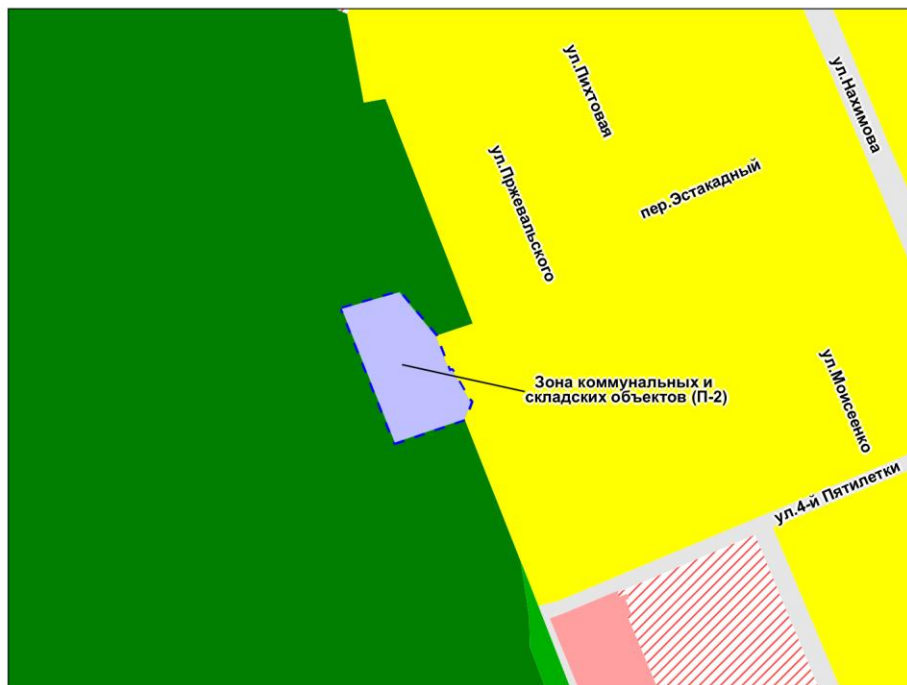 ул.Пихтовая
ул.Нахимова
ул.Пржевальского
пер.Эстакадный
Зона коммунальных и
складских объектов (П-2)
ул.Моисеенко
ул.4-й Пятилетки